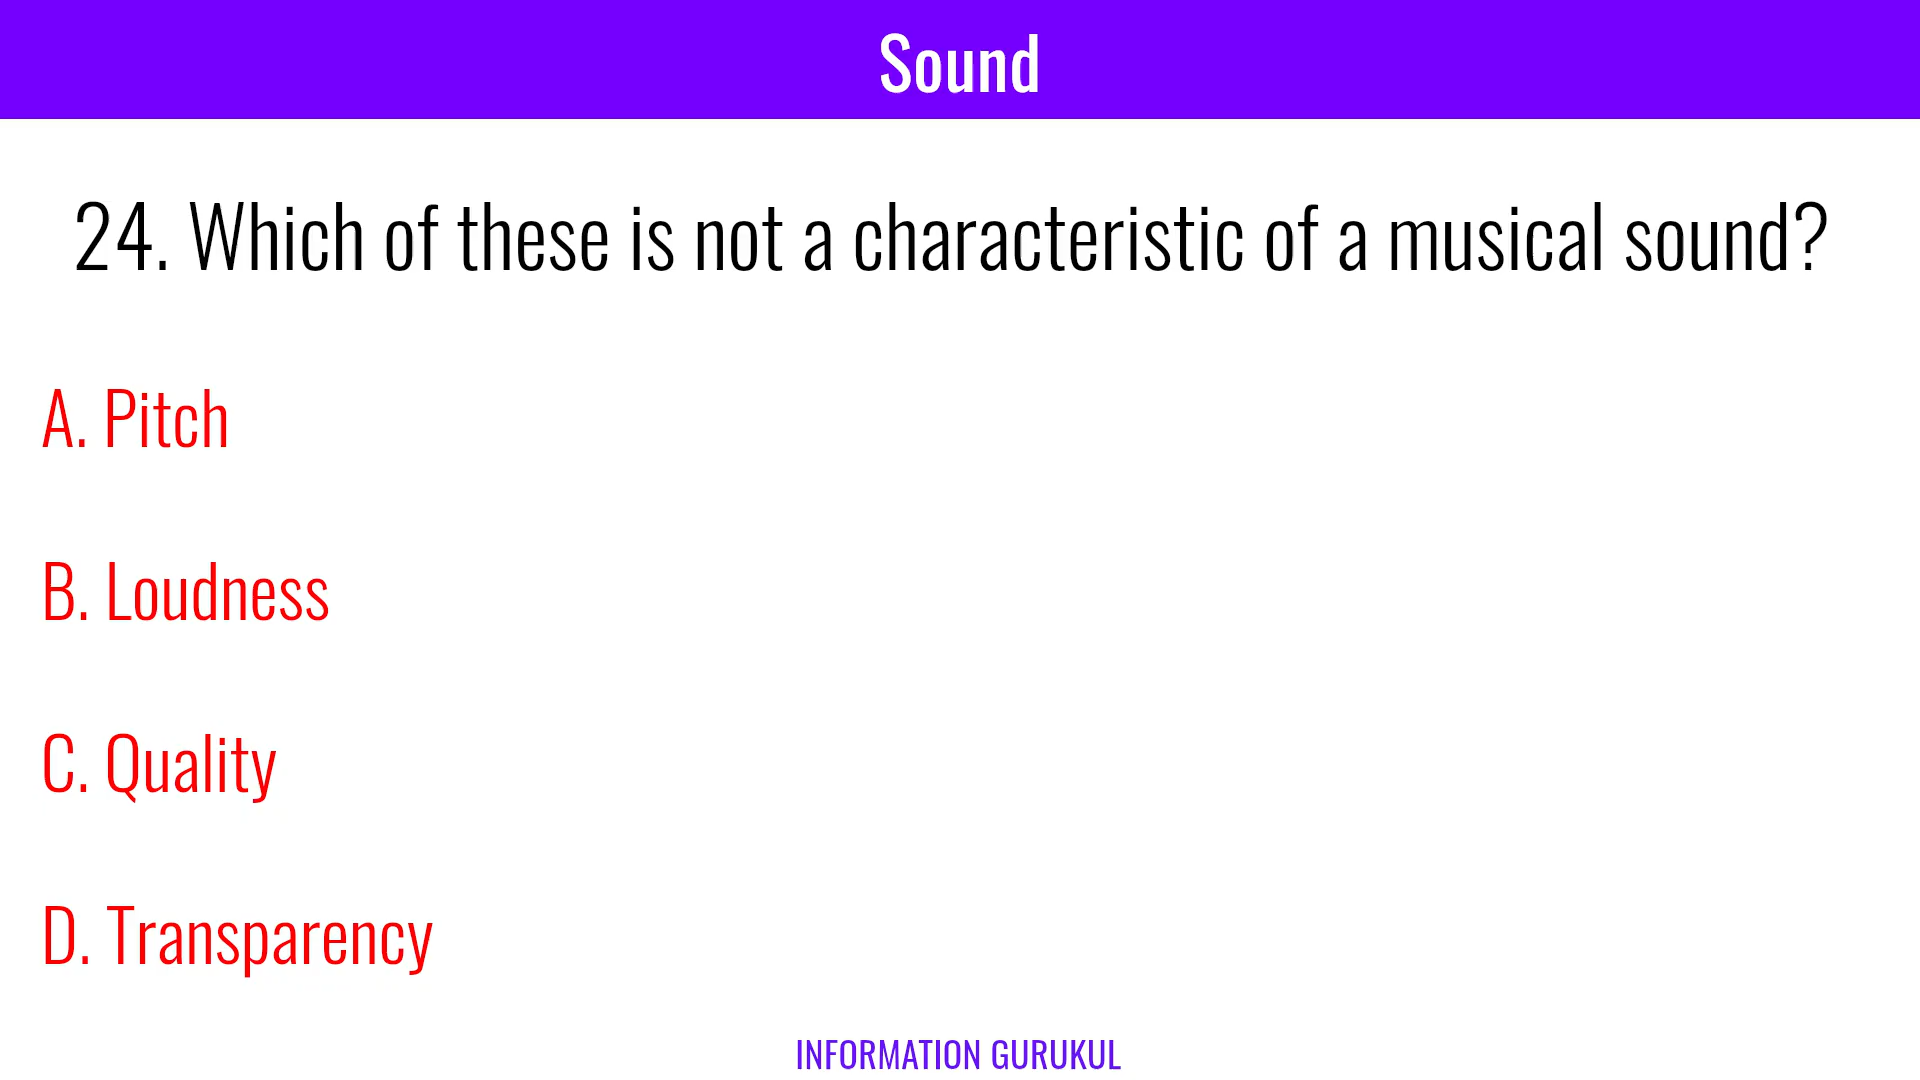 Sound
24. Which of these is not a characteristic of a musical sound?
A. Pitch
B. Loudness
C. Quality
D. Transparency
INFORMATION GURUKUL